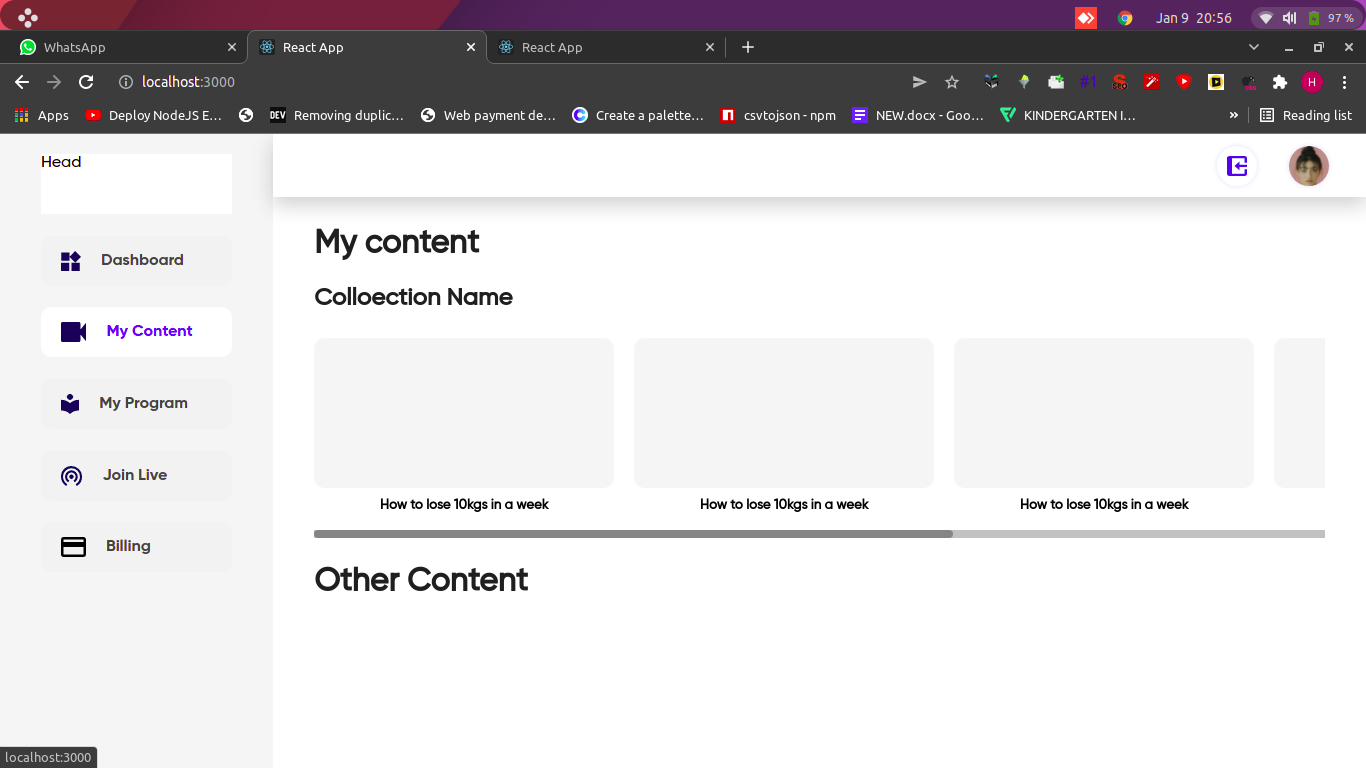 Jan 9 20:56
97 %
WhatsApp
React App
React App
localhost:3000
#1
SEO
H
Apps
Deploy NodeJS E…
DEV
Removing duplic…
Web payment de…
Create a palette…
csvtojson - npm
NEW.docx - Goo…
KINDERGARTEN I…
»
Reading list
Head
Dashboard
My Content
My Program
Join Live
Billing
My content
Colloection Name
How to lose 10kgs in a week
How to lose 10kgs in a week
How to lose 10kgs in a week
Other Content
localhost:3000